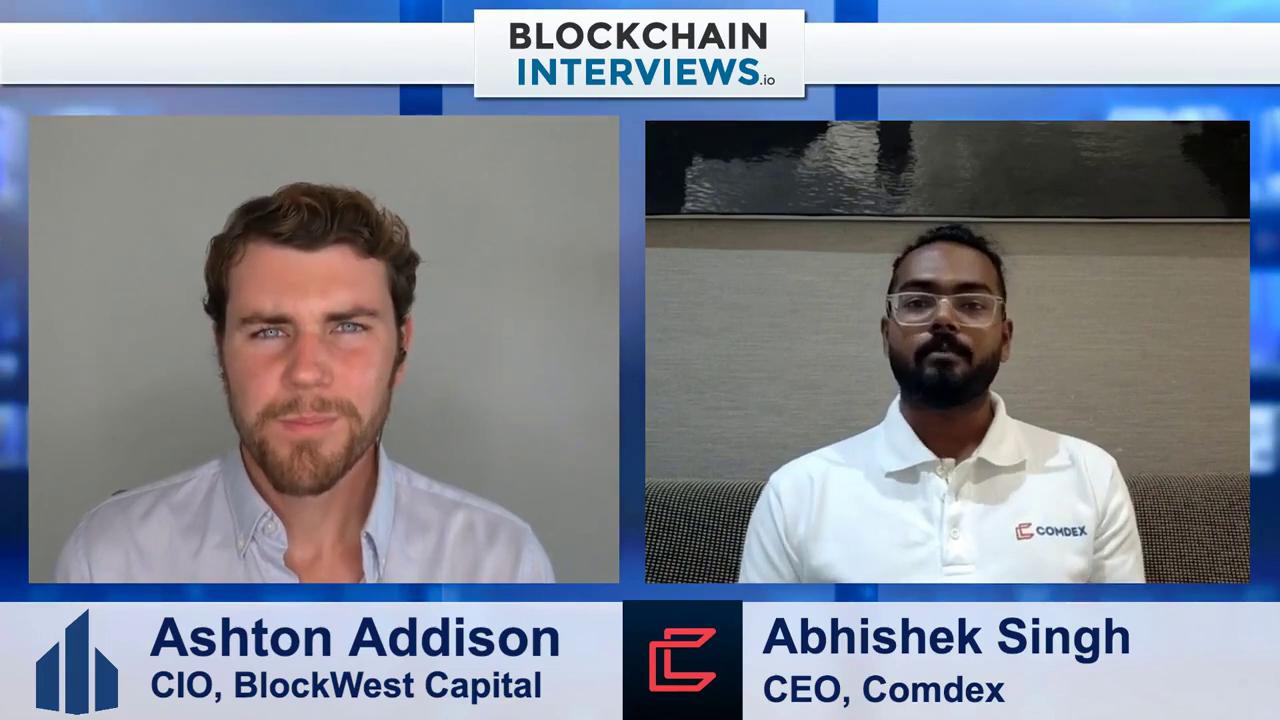 BLOCKCHAIN
INTERVIEWS.io
COMDEX
Ashton Addison
CIO, BlockWest Capital
Abhishek Singh
CEO, Comdex